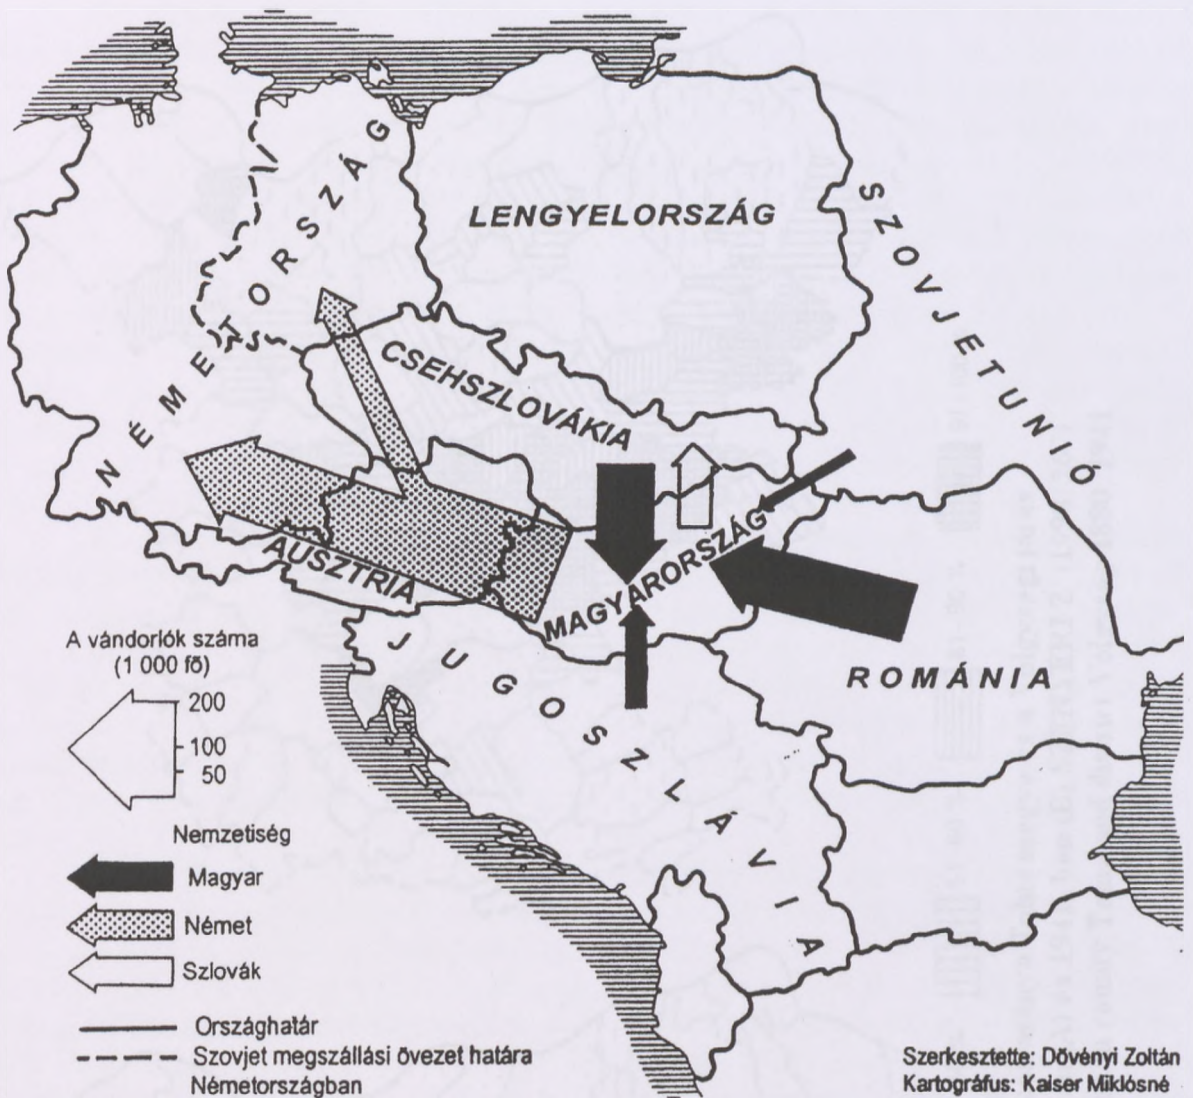 LENGYELORSZÁG
SZOVJETUNIÓ
NÉMETORSZÁG
CSEHSZLOVÁKIA
AUSZTRIA
MAGYARORSZÁG
ROMÁNIA
JUGOSZLÁVIA
A vándorlók száma
(1 000 fő)
200
100
50
Nemzetiség
Magyar
Német
Szlovák
Országhatár
Szovjet megszállási övezet határa
Németországban
Szerkesztette: Dövényi Zoltán
Kartográfus: Kaiser Miklósné